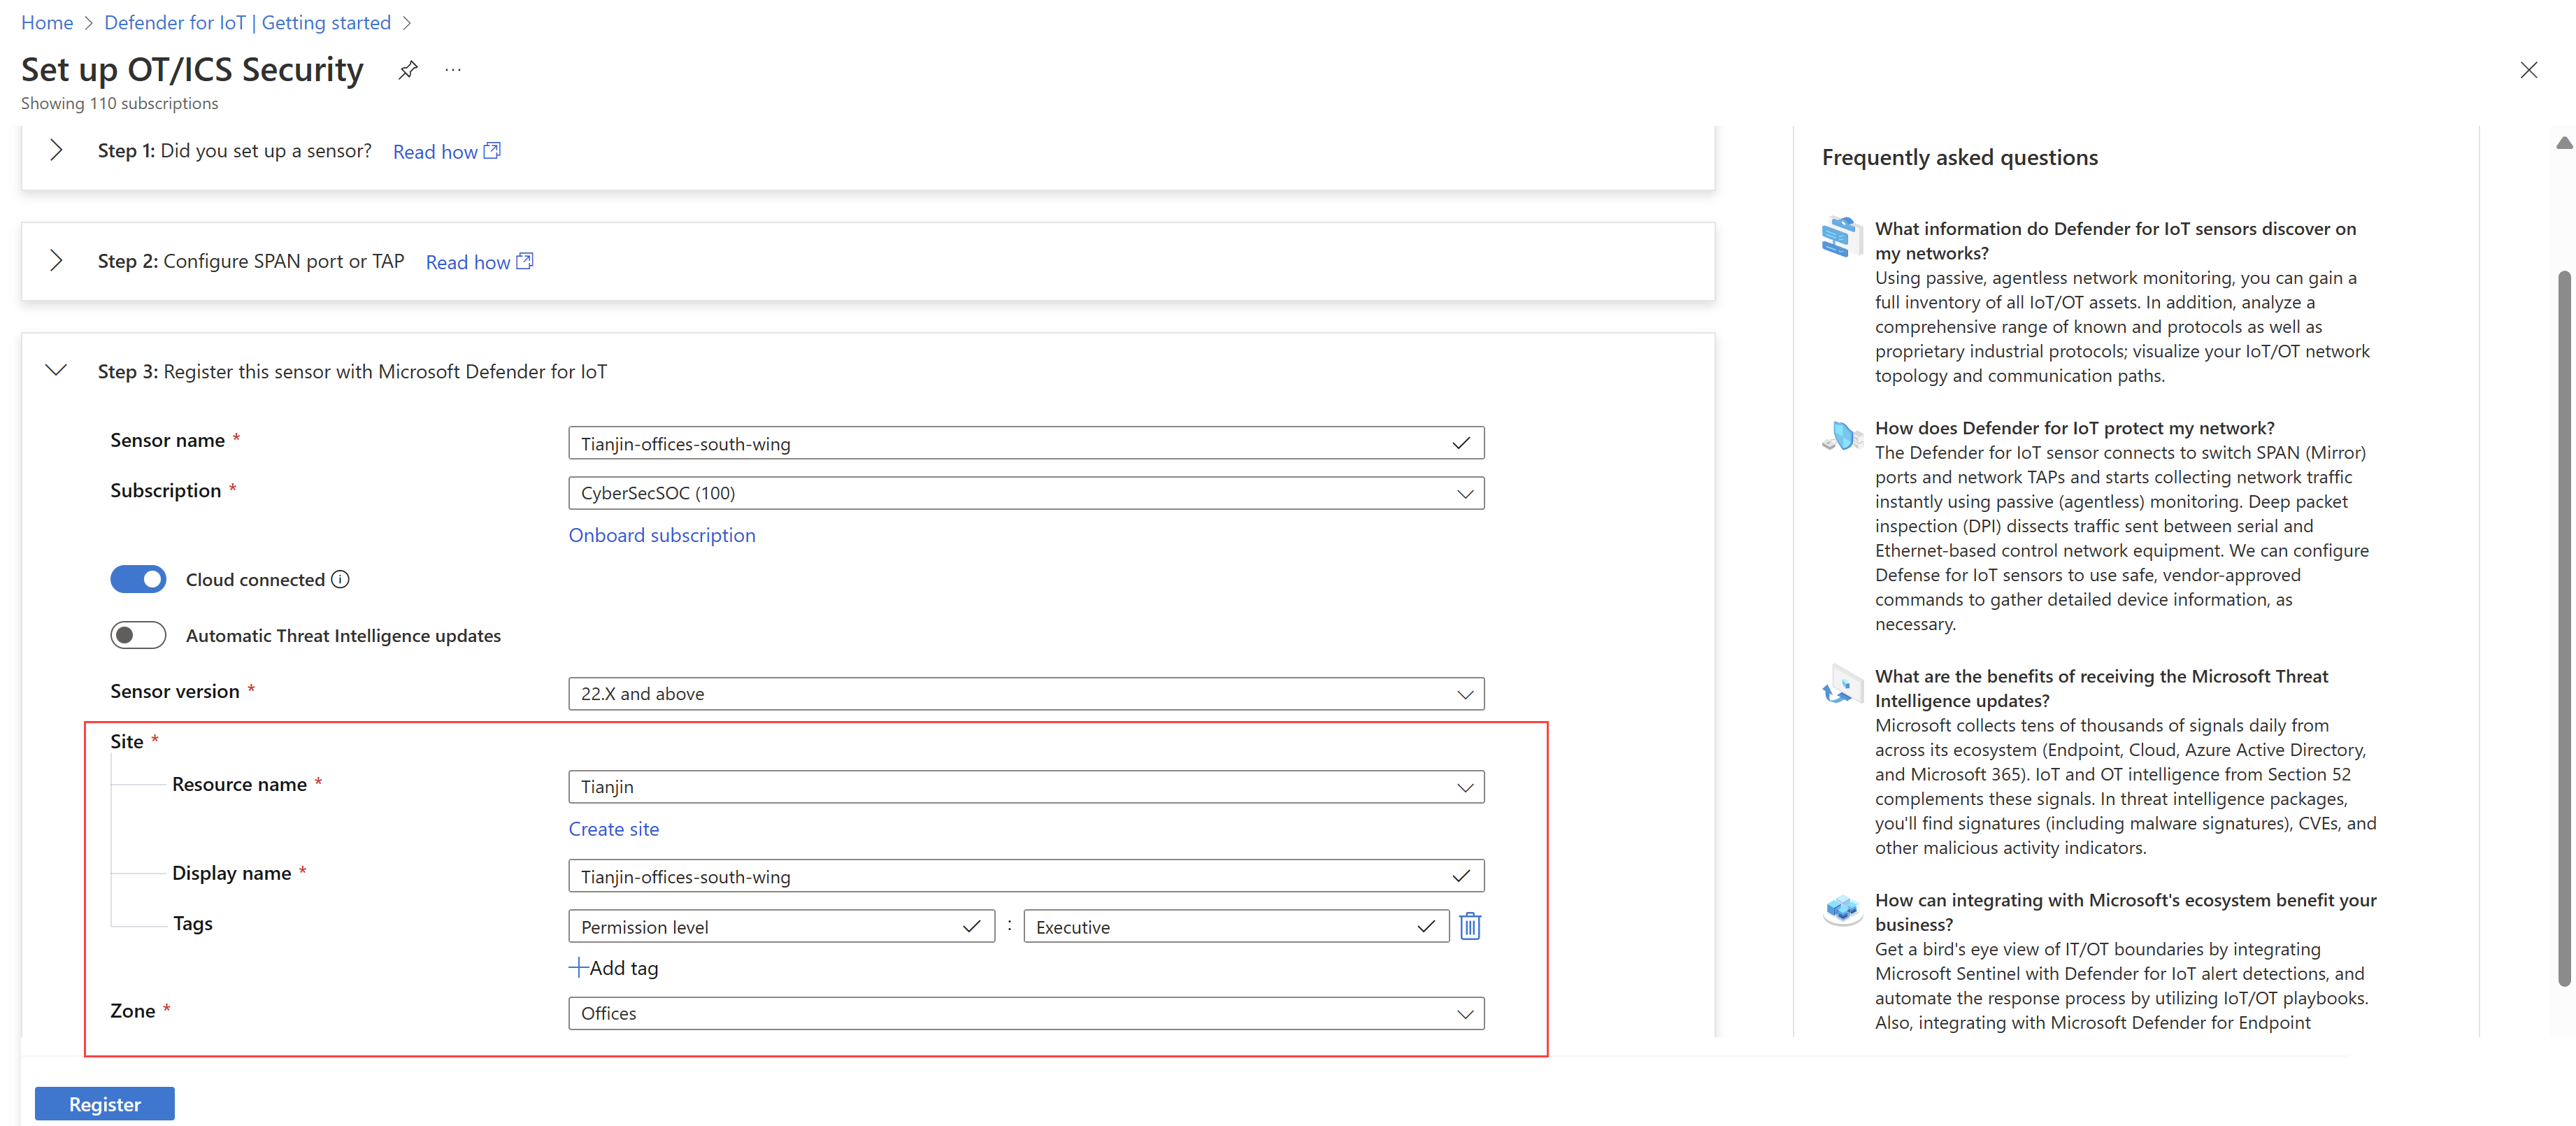 Home > Defender for IoT | Getting started >
Set up OT/ICS Security ...
Showing 110 subscriptions
Step 1: Did you set up a sensor? Read how
Step 2: Configure SPAN port or TAP Read how
Step 3: Register this sensor with Microsoft Defender for IoT
Sensor name * Tianjin-offices-south-wing
Subscription * CyberSecSOC (100)
Onboard subscription
Cloud connected
Automatic Threat Intelligence updates
Sensor version * 22.X and above
Site *
Resource name * Tianjin
Create site
Display name * Tianjin-offices-south-wing
Tags Permission level : Executive
+Add tag
Zone * Offices
Register
Frequently asked questions
What information do Defender for IoT sensors discover on
my networks?
Using passive, agentless network monitoring, you can gain a
full inventory of all IoT/OT assets. In addition, analyze a
comprehensive range of known and protocols as well as
proprietary industrial protocols; visualize your IoT/OT network
topology and communication paths.
How does Defender for IoT protect my network?
The Defender for IoT sensor connects to switch SPAN (Mirror)
ports and network TAPs and starts collecting network traffic
instantly using passive (agentless) monitoring. Deep packet
inspection (DPI) dissects traffic sent between serial and
Ethernet-based control network equipment. We can configure
Defense for IoT sensors to use safe, vendor-approved
commands to gather detailed device information, as
necessary.
What are the benefits of receiving the Microsoft Threat
Intelligence updates?
Microsoft collects tens of thousands of signals daily from
across its ecosystem (Endpoint, Cloud, Azure Active Directory,
and Microsoft 365). IoT and OT intelligence from Section 52
complements these signals. In threat intelligence packages,
you'll find signatures (including malware signatures), CVEs, and
other malicious activity indicators.
How can integrating with Microsoft's ecosystem benefit your
business?
Get a bird's eye view of IT/OT boundaries by integrating
Microsoft Sentinel with Defender for IoT alert detections, and
automate the response process by utilizing IoT/OT playbooks.
Also, integrating with Microsoft Defender for Endpoint